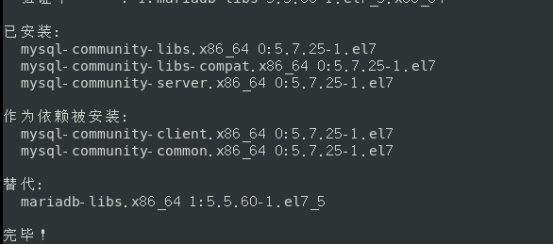 已安装:
mysql-community-libs.x86_64 0:5.7.25-1.el7
mysql-community-libs-compat.x86_64 0:5.7.25-1.el7
mysql-community-server.x86_64 0:5.7.25-1.el7
作为依赖被安装:
mysql-community-client.x86_64 0:5.7.25-1.el7
mysql-community-common.x86_64 0:5.7.25-1.el7
替代:
mariadb-libs.x86_64 1:5.5.60-1.el7_5
完毕！